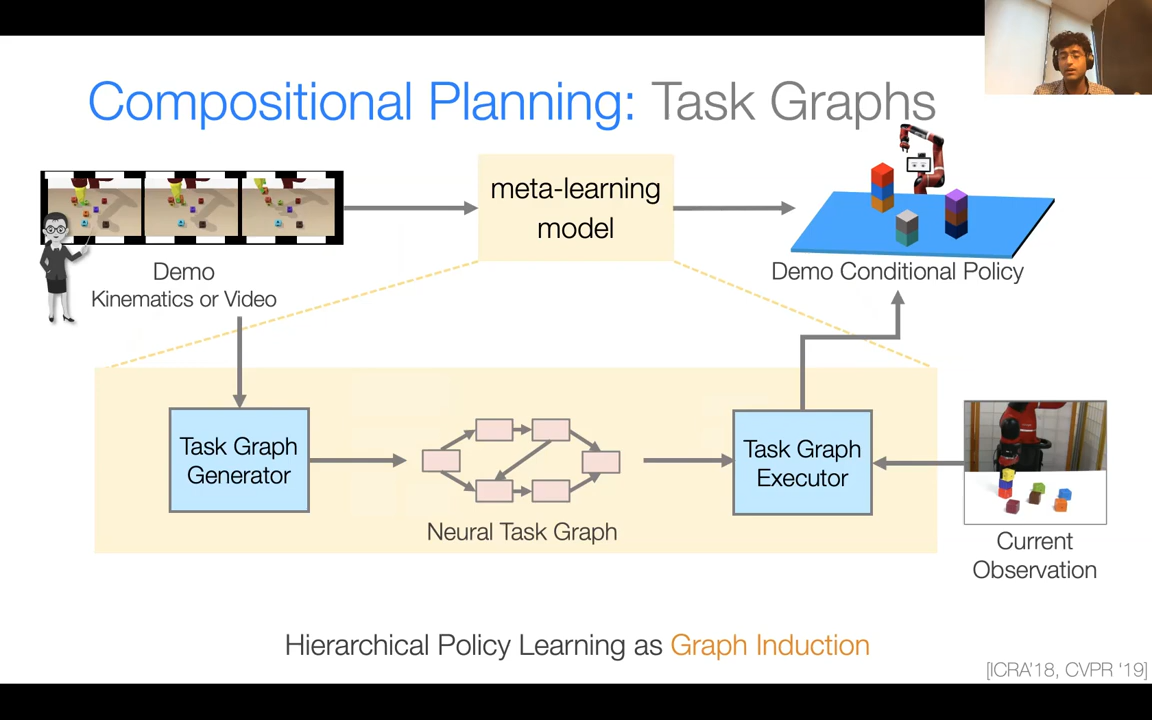 Compositional Planning: Task Graphs
meta-learning
model
Demo
Kinematics or Video
Demo Conditional Policy
Task Graph
Generator
Neural Task Graph
Task Graph
Executor
Current
Observation
Hierarchical Policy Learning as Graph Induction
[ICRA'18, CVPR '19]